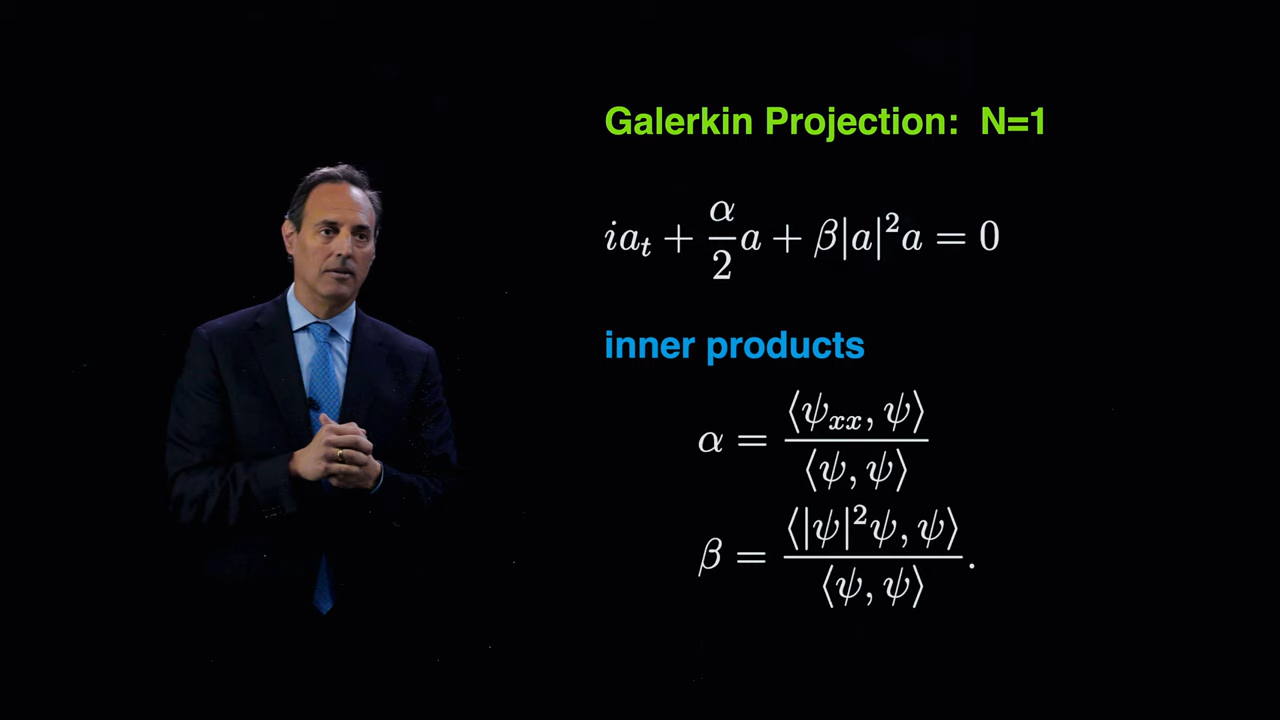 Galerkin Projection: N=1
$ia_t + \frac{\alpha}{2}a + \beta|a|^2a = 0$
inner products
$\alpha = \frac{\langle\psi_{xx}, \psi\rangle}{\langle\psi, \psi\rangle}$
$\beta = \frac{\langle|\psi|^2\psi, \psi\rangle}{\langle\psi, \psi\rangle}.$